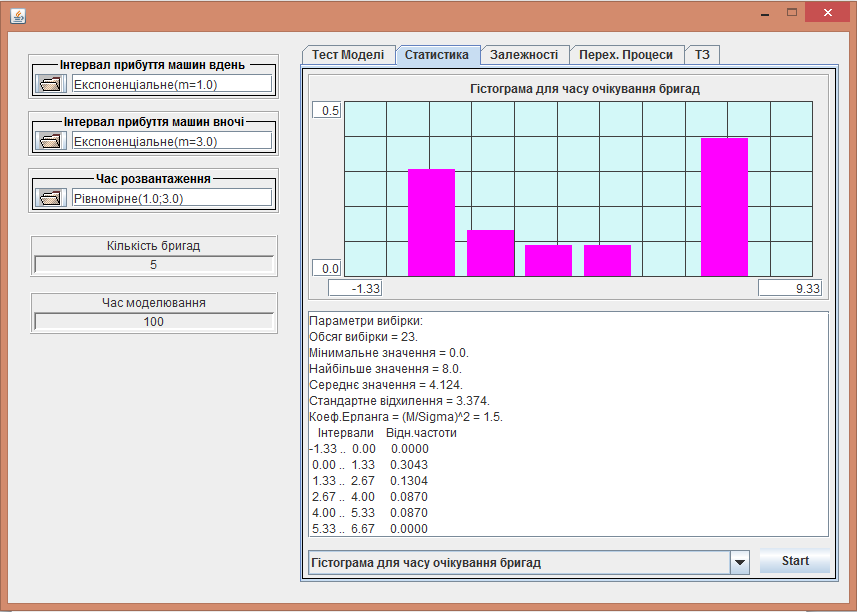 Інтервал прибуття машин вдень
Експоненціальне(m=1.0)
Інтервал прибуття машин вночі
Експоненціальне(m=3.0)
Час розвантаження
Рівномірне(1.0;3.0)
Кількість бригад
5
Час моделювання
100
Тест Моделі Статистика Залежності Перех. Процеси ТЗ
Гістограма для часу очікування бригад
0.5
0.0
-1.33 9.33
Параметри вибірки:
Обсяг вибірки = 23.
Мінімальне значення = 0.0.
Найбільше значення = 8.0.
Середнє значення = 4.124.
Стандартне відхилення = 3.374.
Коеф.Ерланга = (M/Sigma)^2 = 1.5.
Інтервали Відн.частоти
-1.33 .. 0.00 0.0000
0.00 .. 1.33 0.3043
1.33 .. 2.67 0.1304
2.67 .. 4.00 0.0870
4.00 .. 5.33 0.0870
5.33 .. 6.67 0.0000
Гістограма для часу очікування бригад Start